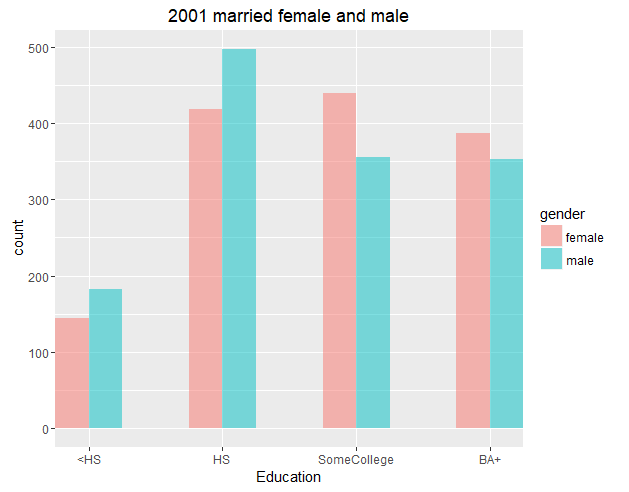 2001 married female and male
500
400
300
200
100
0
count
<HS HS SomeCollege BA+
Education
gender
female
male